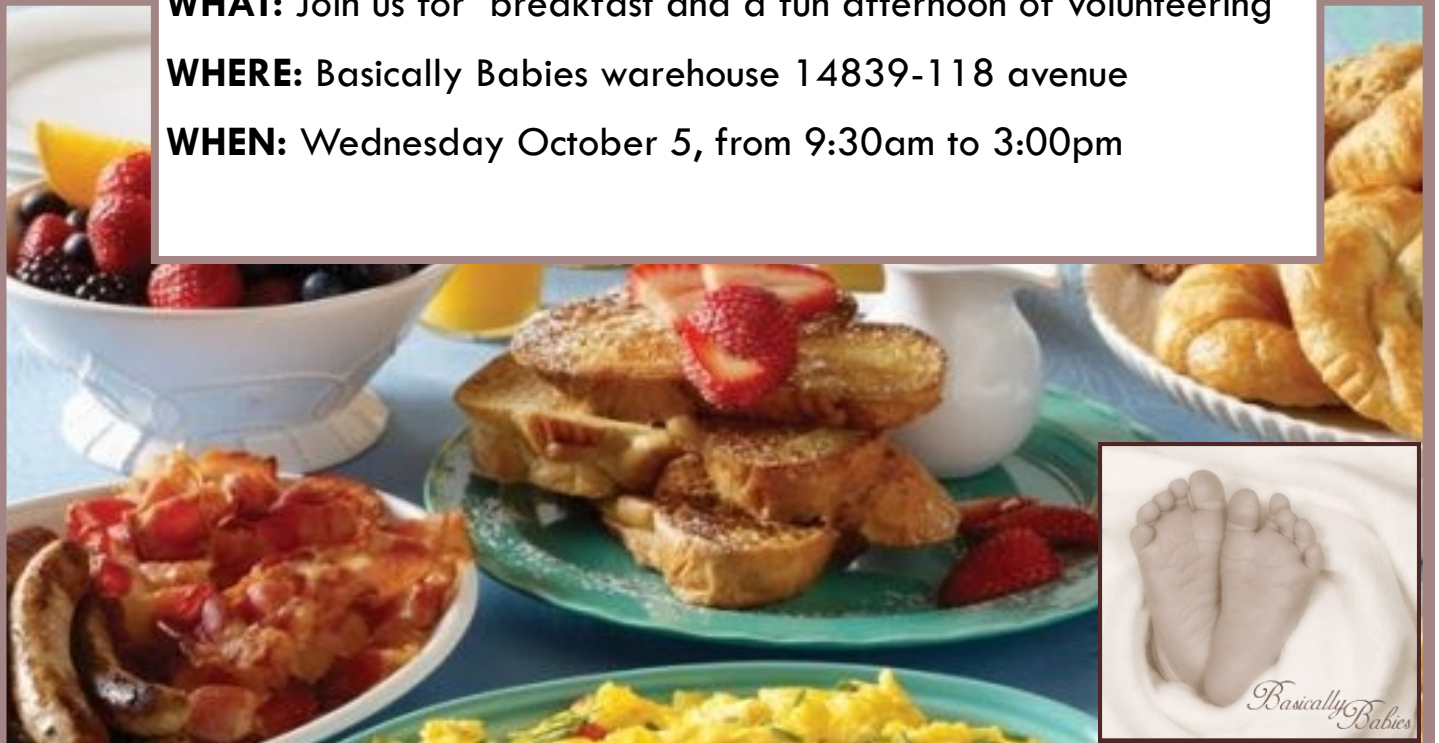 WHAT: Join us for breakfast and a fun afternoon of volunteering
WHERE: Basically Babies warehouse 14839-118 avenue
WHEN: Wednesday October 5, from 9:30am to 3:00pm
Basically
Babies